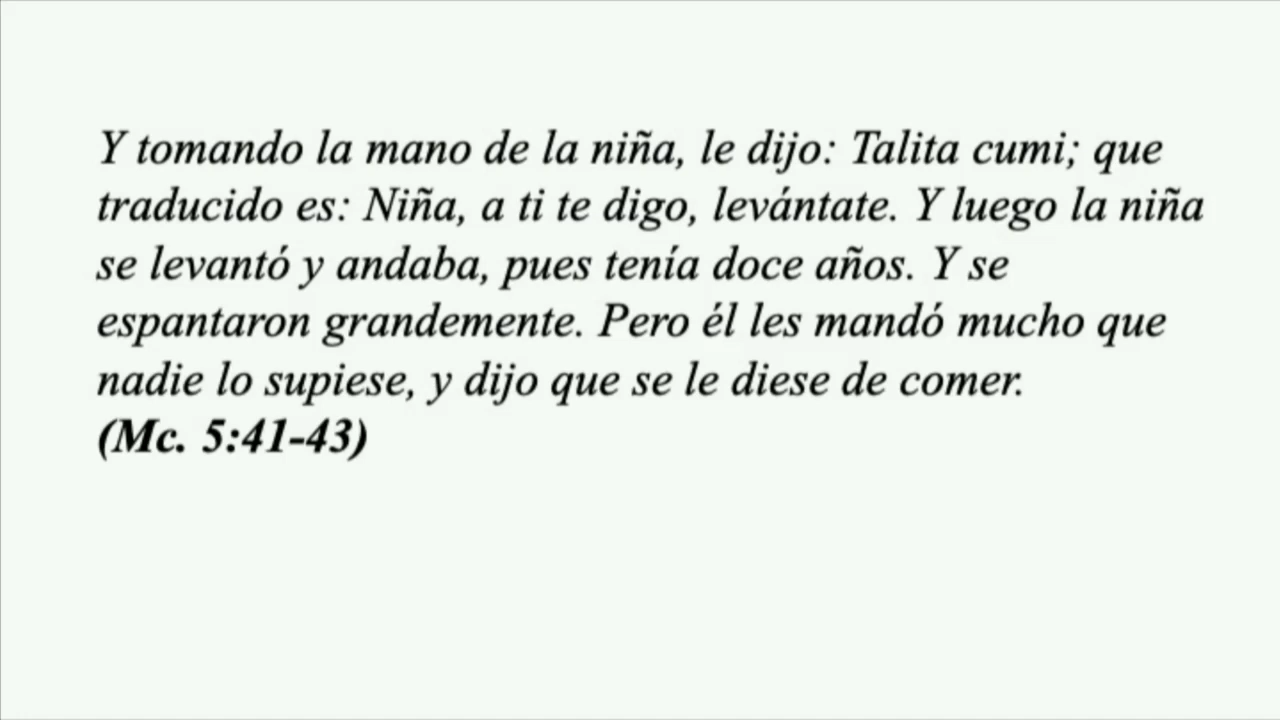 Y tomando la mano de la niña, le dijo: Talita cumi; que
traducido es: Niña, a ti te digo, levántate. Y luego la niña
se levantó y andaba, pues tenía doce años. Y se
espantaron grandemente. Pero él les mandó mucho que
nadie lo supiese, y dijo que se le diese de comer.
(Mc. 5:41-43)